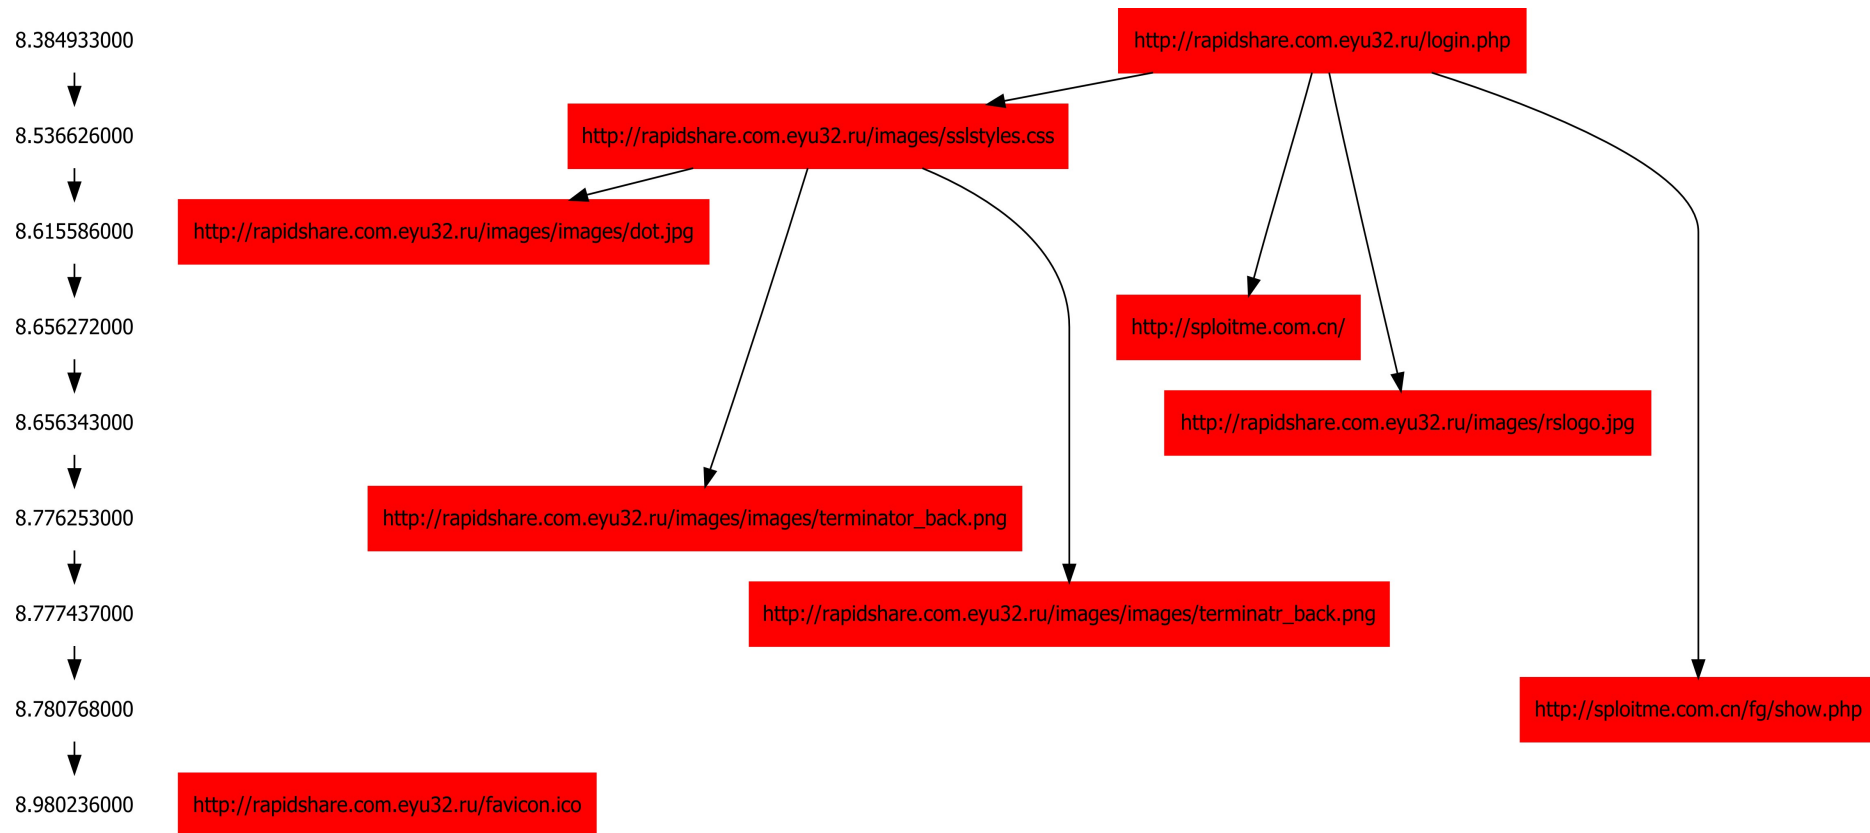 8.384933000 http://rapidshare.com.eyu32.ru/login.php
8.536626000 http://rapidshare.com.eyu32.ru/images/sslstyles.css
8.615586000 http://rapidshare.com.eyu32.ru/images/images/dot.jpg
8.656272000 http://sploitme.com.cn/
8.656343000 http://rapidshare.com.eyu32.ru/images/rslogo.jpg
8.776253000 http://rapidshare.com.eyu32.ru/images/images/terminator_back.png
8.777437000 http://rapidshare.com.eyu32.ru/images/images/terminatr_back.png
8.780768000 http://sploitme.com.cn/fg/show.php
8.980236000 http://rapidshare.com.eyu32.ru/favicon.ico